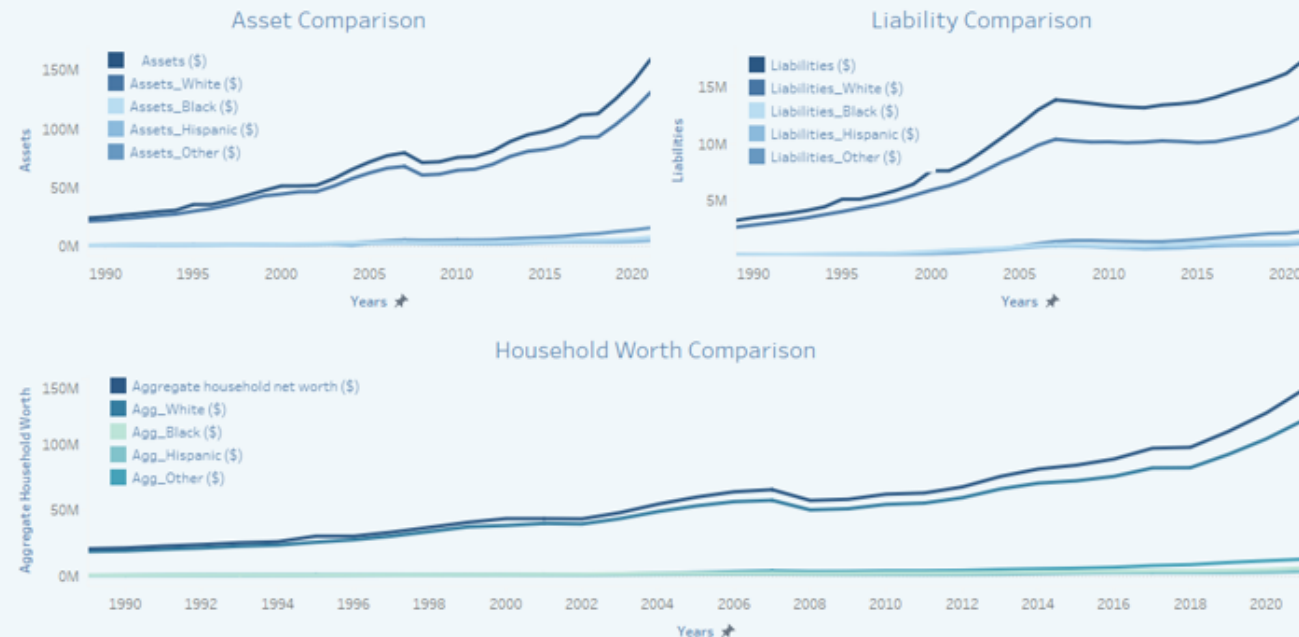 Asset Comparison
Assets
150M
100M
50M
0M
Assets ($)
Assets_White ($)
Assets_Black ($)
Assets_Hispanic ($)
Assets_Other ($)
1990 1995 2000 2005 2010 2015 2020
Years
Liability Comparison
Liabilities
15M
10M
5M
Liabilities ($)
Liabilities_White ($)
Liabilities_Black ($)
Liabilities_Hispanic ($)
Liabilities_Other ($)
1990 1995 2000 2005 2010 2015 2020
Years
Household Worth Comparison
Aggregate Household Worth
150M
100M
50M
0M
Aggregate household net worth ($)
Agg_White ($)
Agg_Black ($)
Agg_Hispanic ($)
Agg_Other ($)
1990 1992 1994 1996 1998 2000 2002 2004 2006 2008 2010 2012 2014 2016 2018 2020
Years